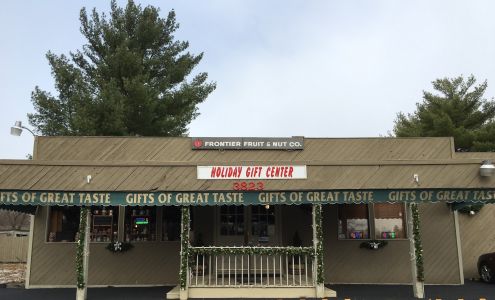 FRONTIER FRUIT & NUT CO.
HOLIDAY GIFT CENTER
3823
GIFTS OF GREAT TASTE GIFTS OF GREAT TASTE GIFTS OF GREAT TASTE GIFTS OF GREAT TASTE